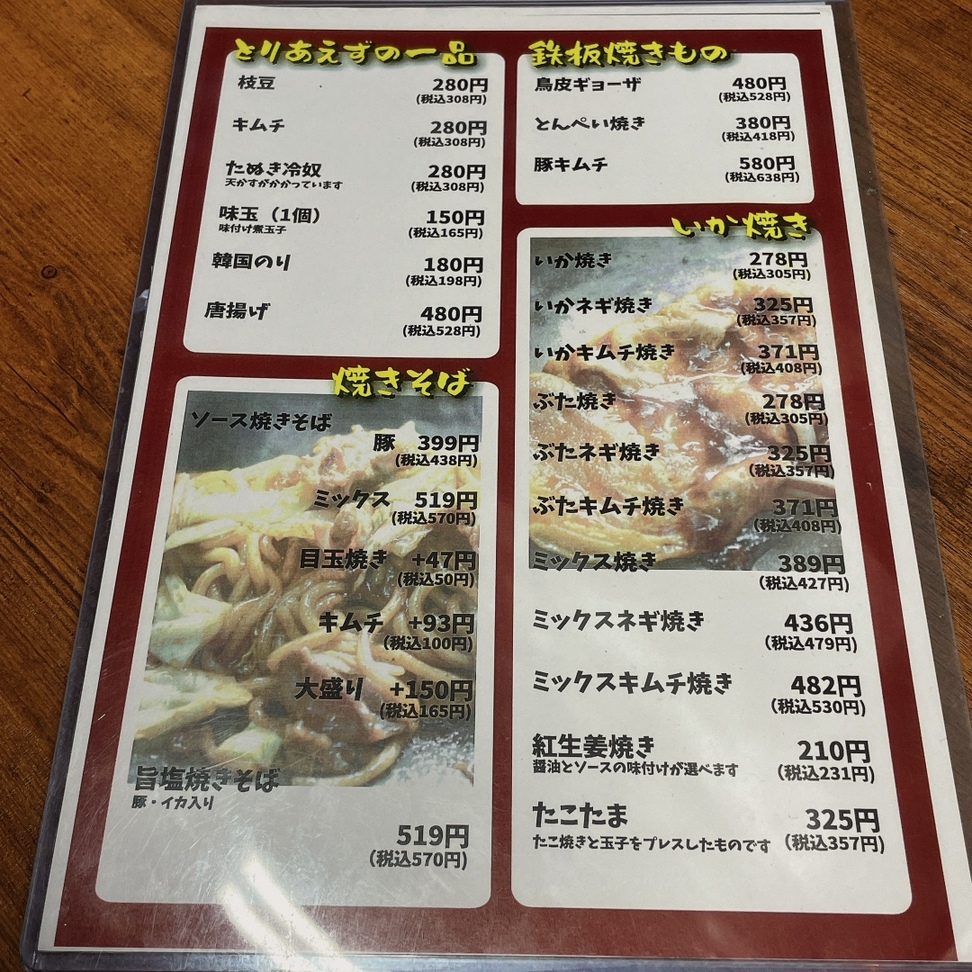 とりあえずの一品
枝豆 280円
(税込308円)
キムチ 280円
(税込308円)
たぬき冷奴 280円
天かすがかかっています (税込308円)
味玉（1個） 150円
味付け煮玉子 (税込165円)
韓国のり 180円
(税込198円)
唐揚げ 480円
(税込528円)
焼きそば
ソース焼きそば
豚 399円
(税込438円)
ミックス 519円
(税込570円)
目玉焼き +47円
(税込50円)
キムチ +93円
(税込100円)
大盛り +150円
(税込165円)
旨塩焼きそば
豚・イカ入り
519円
(税込570円)
鉄板焼きもの
鳥皮ギョーザ 480円
(税込528円)
とんぺい焼き 380円
(税込418円)
豚キムチ 580円
(税込638円)
いか焼き
いか焼き 278円
(税込305円)
いかネギ焼き 325円
(税込357円)
いかキムチ焼き 371円
(税込408円)
ぶた焼き 278円
(税込305円)
ぶたネギ焼き 325円
(税込357円)
ぶたキムチ焼き 371円
(税込408円)
ミックス焼き 389円
(税込427円)
ミックスネギ焼き 436円
(税込479円)
ミックスキムチ焼き 482円
(税込530円)
紅生姜焼き 210円
醤油とソースの味付けが選べます (税込231円)
たこたま 325円
たこ焼きと玉子をプレスしたものです (税込357円)